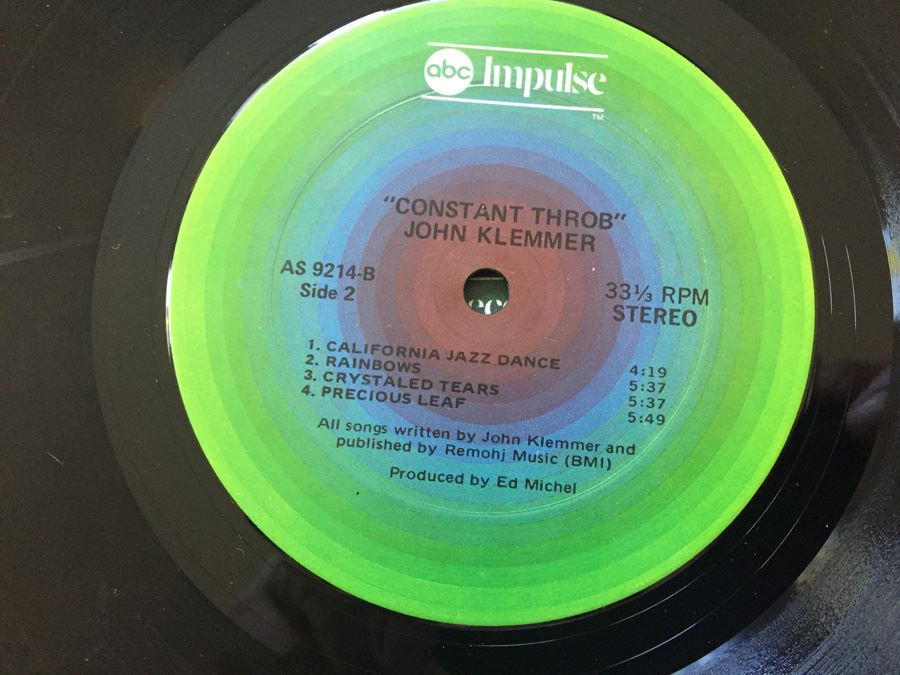 abc Impulse
TM
"CONSTANT THROB"
JOHN KLEMMER
AS 9214-B
Side 2
33⅓ RPM
STEREO
1. CALIFORNIA JAZZ DANCE 4:19
2. RAINBOWS 5:37
3. CRYSTALED TEARS 5:37
4. PRECIOUS LEAF 5:49
All songs written by John Klemmer and
published by Remohj Music (BMI)
Produced by Ed Michel